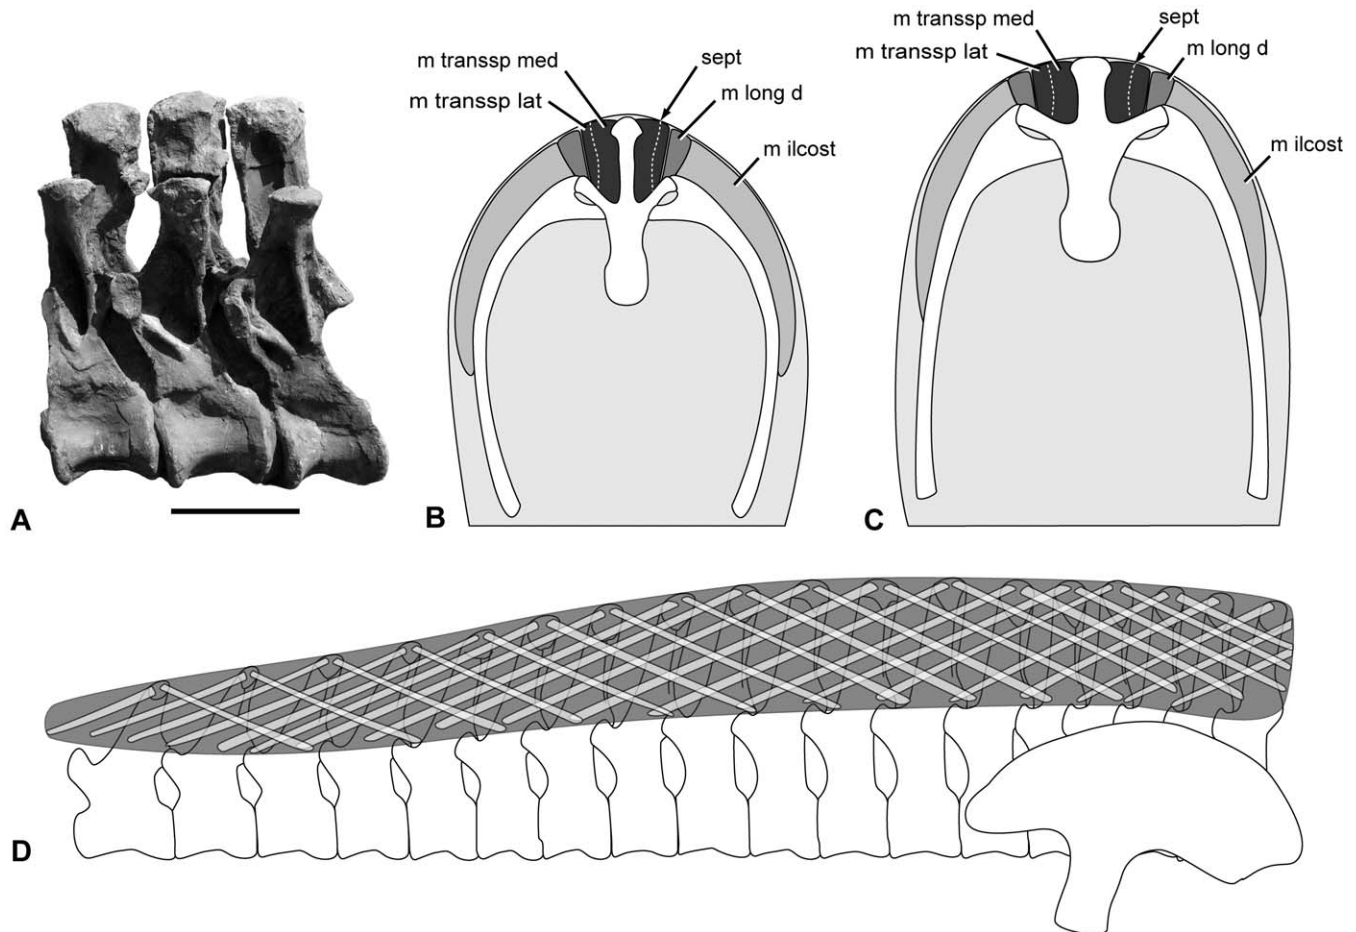 A
m transsp med
sept
m transsp lat
m long d
m ilcost
B
m transsp med
sept
m transsp lat
m long d
m ilcost
C
D